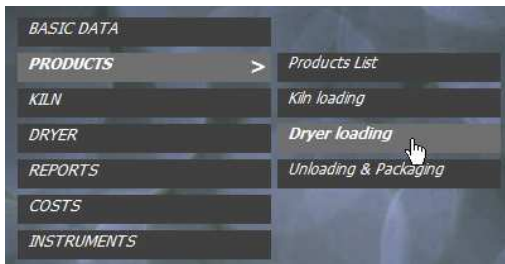 BASIC DATA
PRODUCTS >
KILN
DRYER
REPORTS
COSTS
INSTRUMENTS
Products List
Kiln loading
Dryer loading
Unloading & Packaging